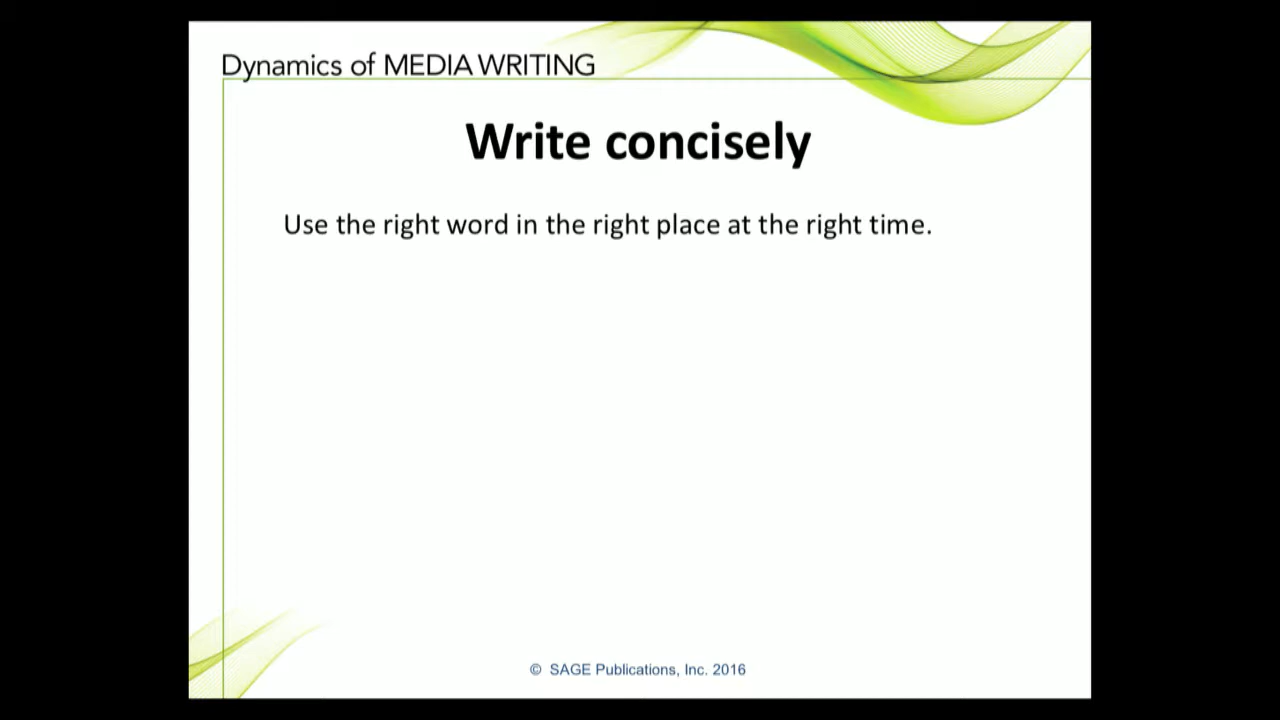 Dynamics of MEDIA WRITING
Write concisely
Use the right word in the right place at the right time.
© SAGE Publications, Inc. 2016